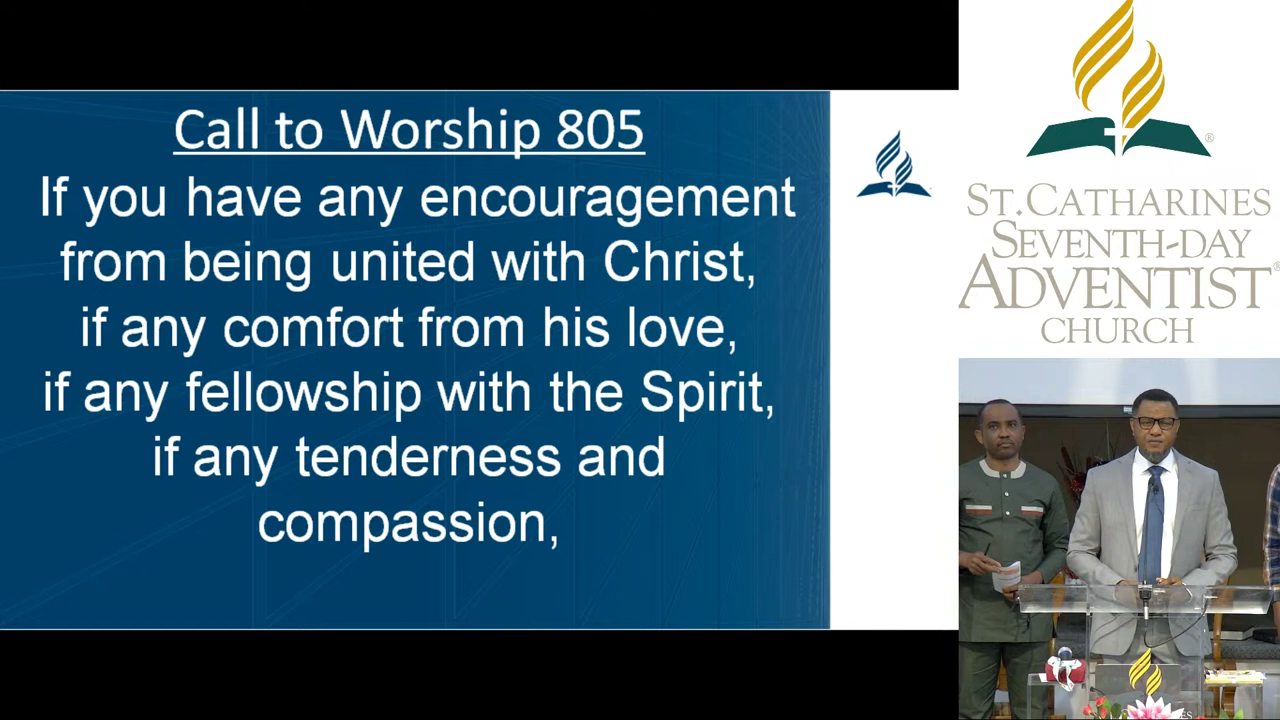 Call to Worship 805
If you have any encouragement
from being united with Christ,
if any comfort from his love,
if any fellowship with the Spirit,
if any tenderness and
compassion,
®
ST. CATHARINES
SEVENTH-DAY
ADVENTIST®
CHURCH